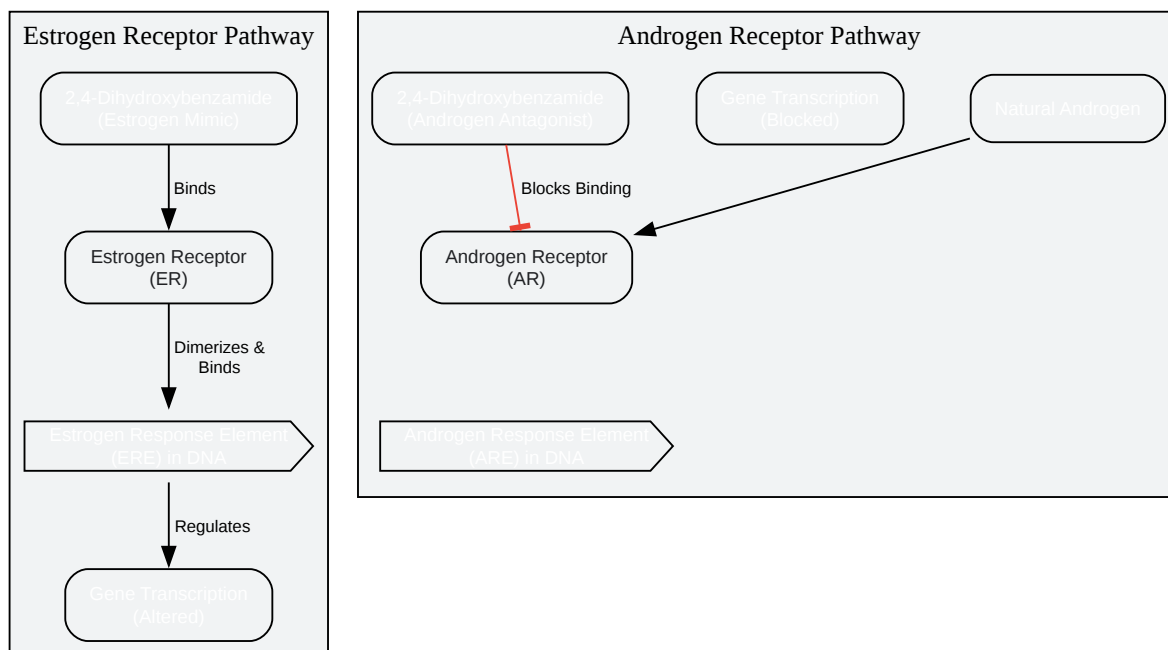 Estrogen Receptor Pathway
2,4-Dihydroxybenzamide
(Estrogen Mimic)
Binds
Estrogen Receptor
(ER)
Dimerizes &
Binds
Estrogen Response Element
(ERE) in DNA
Regulates
Gene Transcription
(Altered)
Androgen Receptor Pathway
2,4-Dihydroxybenzamide
(Androgen Antagonist)
Gene Transcription
(Blocked)
Natural Androgen
Blocks Binding
Androgen Receptor
(AR)
Androgen Response Element
(ARE) in DNA